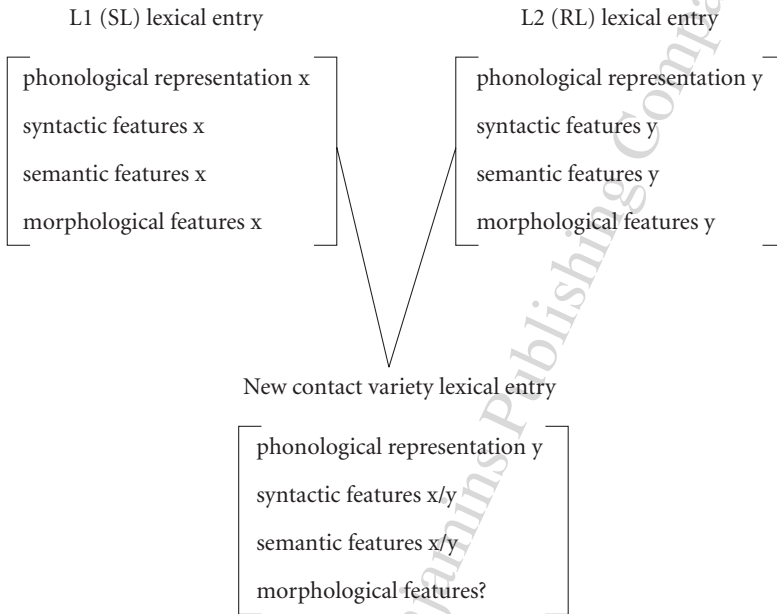 L1 (SL) lexical entry
L2 (RL) lexical entry
phonological representation x
syntactic features x
semantic features x
morphological features x
phonological representation y
syntactic features y
semantic features y
morphological features y
New contact variety lexical entry
phonological representation y
syntactic features x/y
semantic features x/y
morphological features?
Publishing